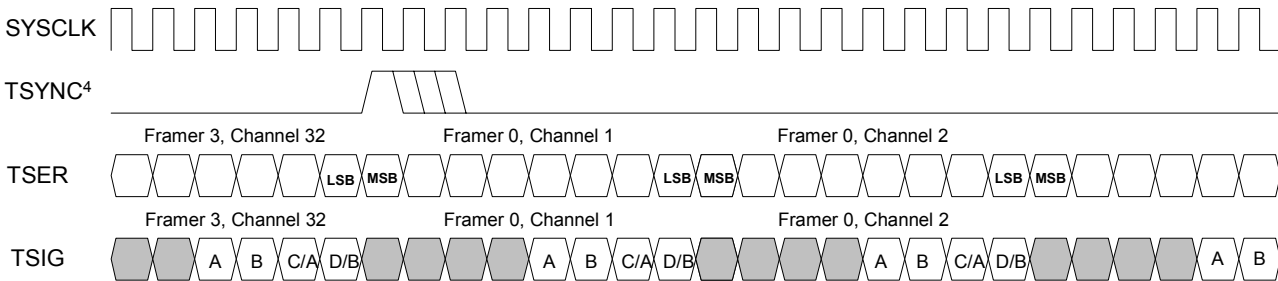 SYSCLK
TSYNC4
Framer 3, Channel 32 Framer 0, Channel 1 Framer 0, Channel 2
TSER LSB MSB LSB MSB LSB MSB
Framer 3, Channel 32 Framer 0, Channel 1 Framer 0, Channel 2
TSIG A B C/A D/B A B C/A D/B A B C/A D/B A B